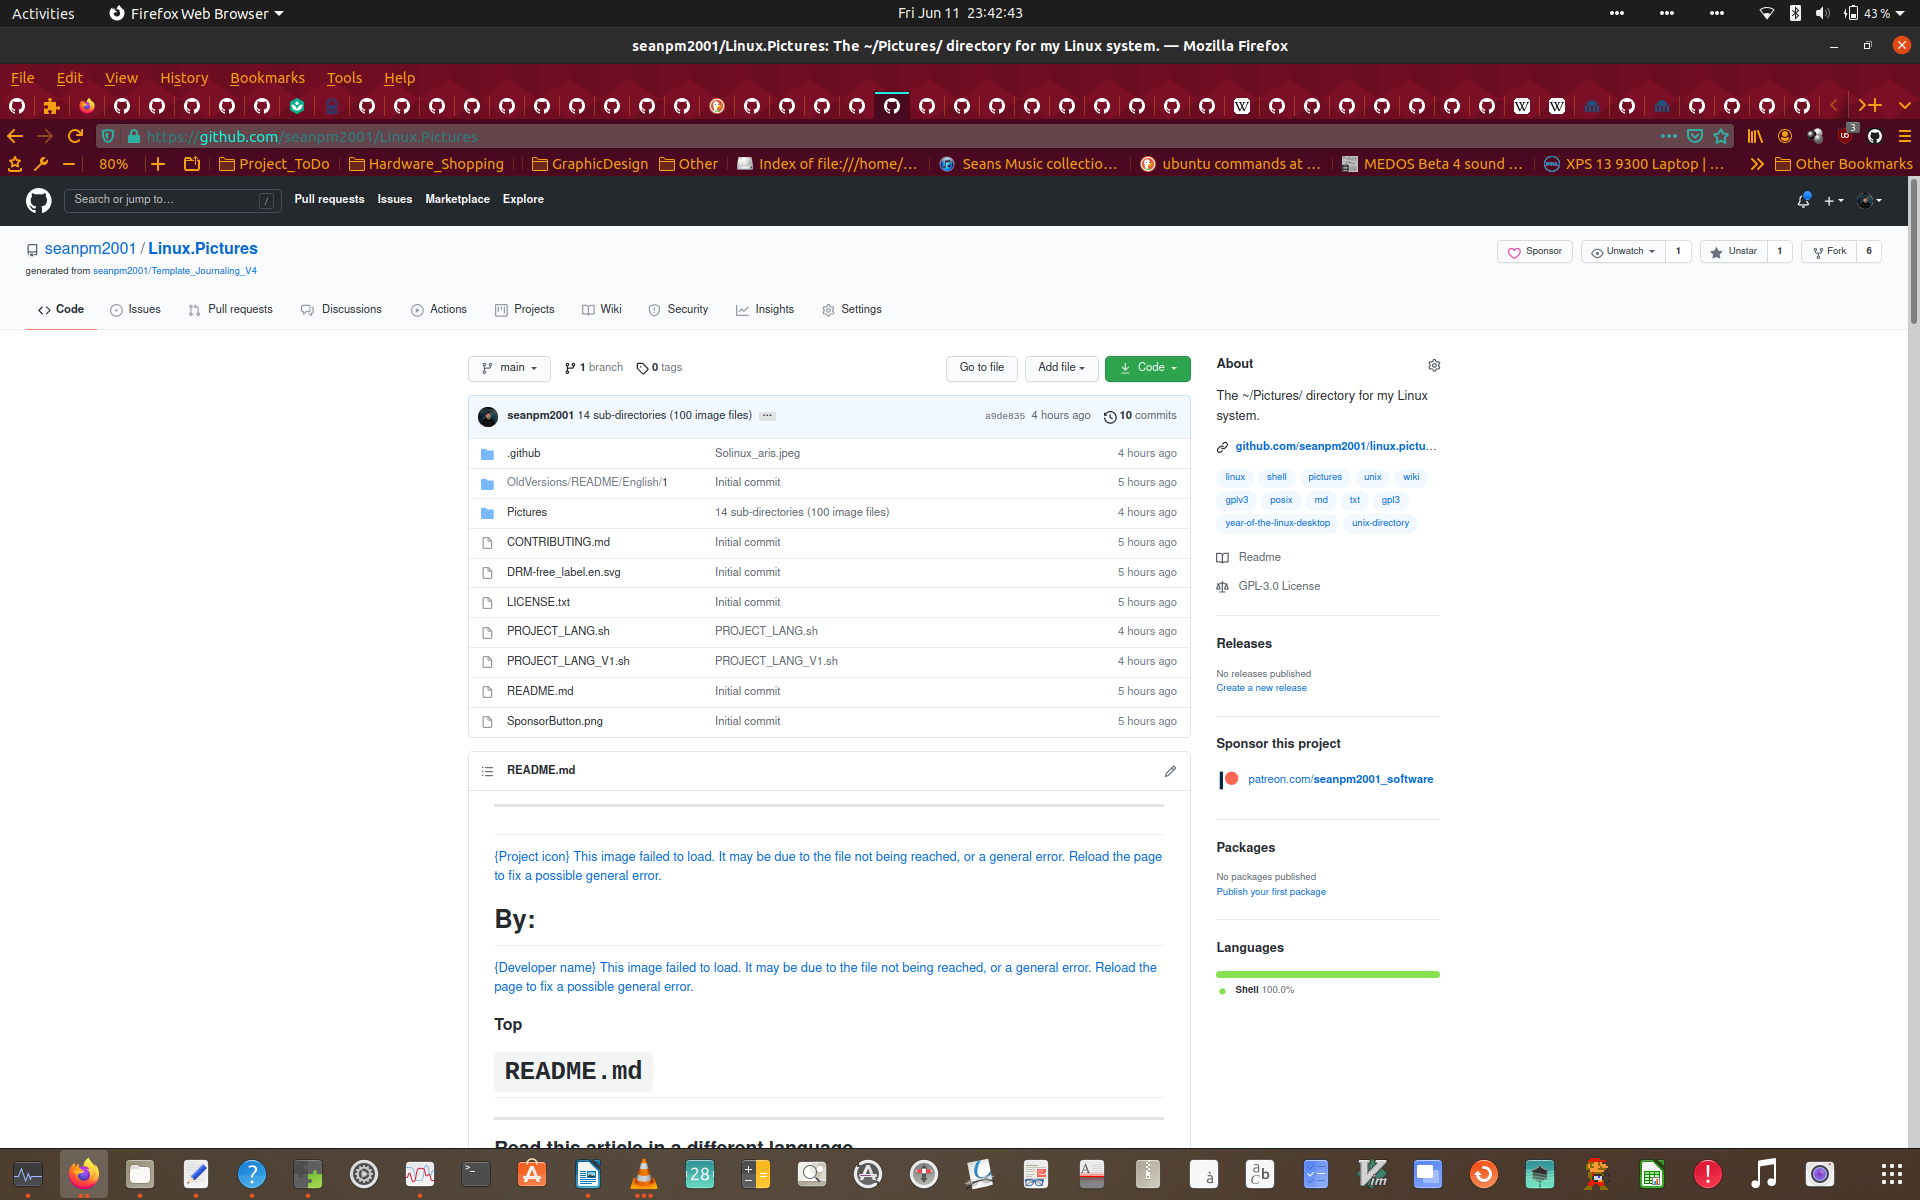 Activities
Firefox Web Browser
Fri Jun 11 23:42:43
43 %
seanpm2001/Linux.Pictures: The ~/Pictures/ directory for my Linux system. — Mozilla Firefox
File Edit View History Bookmarks Tools Help
https://github.com/seanpm2001/Linux.Pictures
3
80%
Project_ToDo
Hardware_Shopping
GraphicDesign
Other
Index of file:///home/…
Seans Music collectio…
ubuntu commands at …
MEDOS Beta 4 sound …
XPS 13 9300 Laptop | …
Other Bookmarks
Search or jump to… /
Pull requests Issues Marketplace Explore
seanpm2001 / Linux.Pictures
generated from seanpm2001/Template_Journaling_V4
Sponsor
Unwatch 1
Unstar 1
Fork 6
Code Issues Pull requests Discussions Actions Projects Wiki Security Insights Settings
main
1 branch
0 tags
Go to file
Add file
Code
seanpm2001 14 sub-directories (100 image files) ... a9de835 4 hours ago 10 commits
.github Solinux_aris.jpeg 4 hours ago
OldVersions/README/English/1 Initial commit 5 hours ago
Pictures 14 sub-directories (100 image files) 4 hours ago
CONTRIBUTING.md Initial commit 5 hours ago
DRM-free_label.en.svg Initial commit 5 hours ago
LICENSE.txt Initial commit 5 hours ago
PROJECT_LANG.sh PROJECT_LANG.sh 4 hours ago
PROJECT_LANG_V1.sh PROJECT_LANG_V1.sh 4 hours ago
README.md Initial commit 5 hours ago
SponsorButton.png Initial commit 5 hours ago
README.md
{Project icon} This image failed to load. It may be due to the file not being reached, or a general error. Reload the page
to fix a possible general error.
By:
{Developer name} This image failed to load. It may be due to the file not being reached, or a general error. Reload the
page to fix a possible general error.
Top
README.md
Read this article in a different language
About
The ~/Pictures/ directory for my Linux
system.
github.com/seanpm2001/linux.pictu…
linux shell pictures unix wiki
gplv3 posix md txt gpl3
year-of-the-linux-desktop unix-directory
Readme
GPL-3.0 License
Releases
No releases published
Create a new release
Sponsor this project
patreon.com/seanpm2001_software
Packages
No packages published
Publish your first package
Languages
Shell 100.0%
28